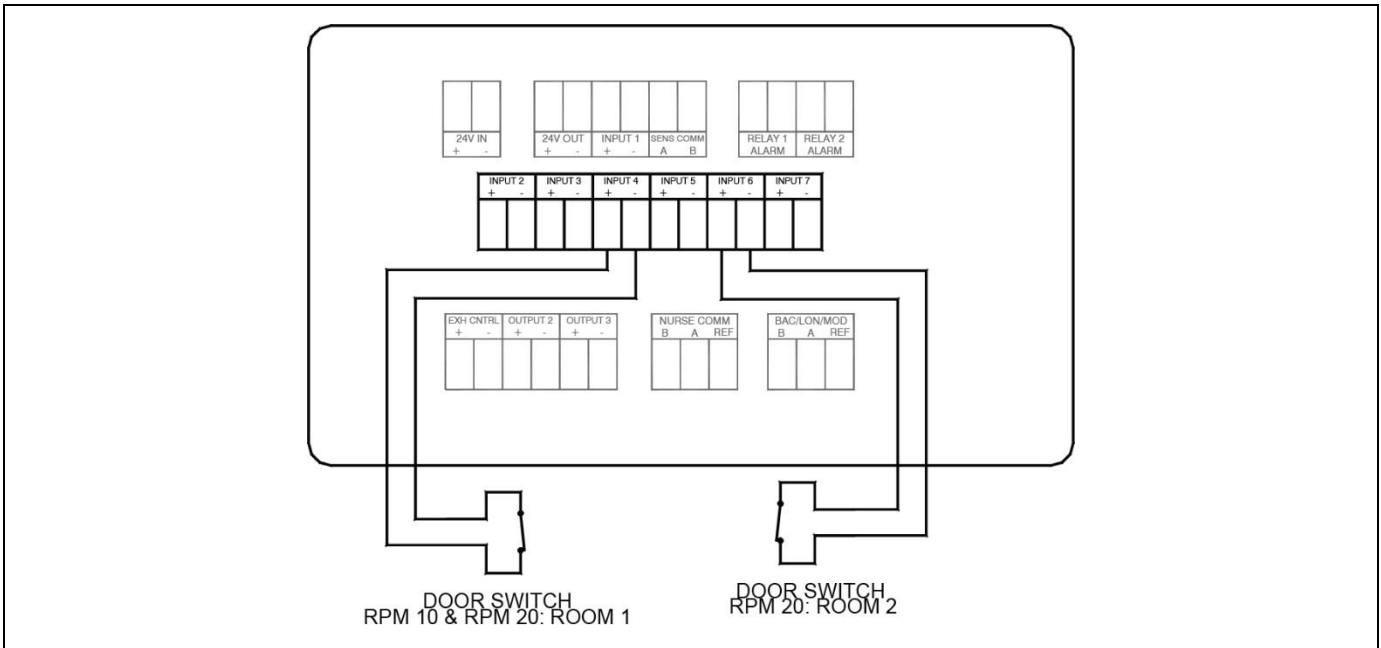 24V IN
+ -
24V OUT INPUT 1 SENS COMM
+ - + - A B
RELAY 1 RELAY 2
ALARM ALARM
INPUT 2 INPUT 3 INPUT 4 INPUT 5 INPUT 6 INPUT 7
+ - + - + - + - + - + -
EXH CNTRL OUTPUT 2 OUTPUT 3
+ - + - + -
NURSE COMM
B A REF
BAC/LON/MOD
B A REF
DOOR SWITCH
RPM 10 & RPM 20: ROOM 1
DOOR SWITCH
RPM 20: ROOM 2